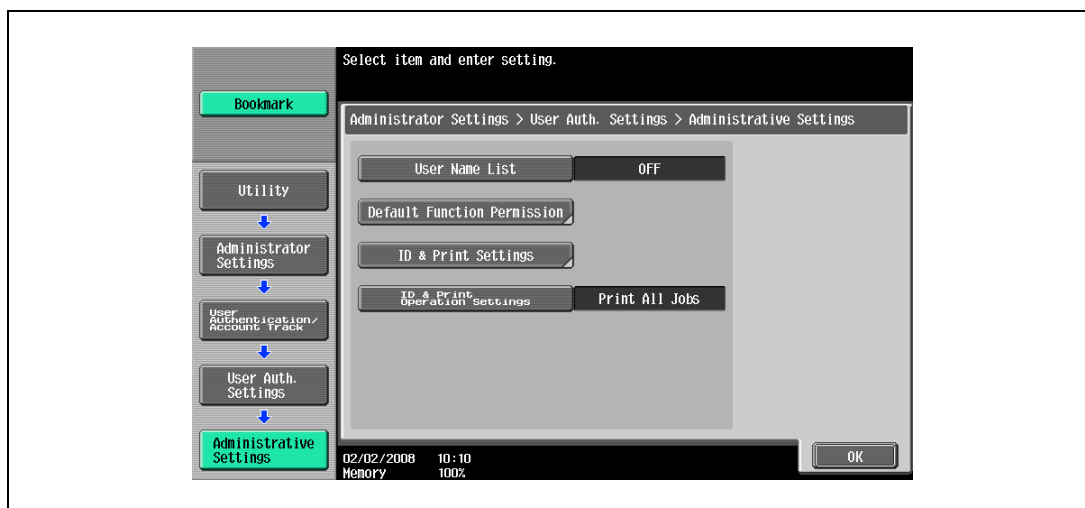 Select item and enter setting.
Bookmark
Administrator Settings > User Auth. Settings > Administrative Settings
User Name List OFF
Default Function Permission
ID & Print Settings
ID & Print
Operation Settings Print All Jobs
Utility
Administrator
Settings
User
Authentication/
Account Track
User Auth.
Settings
Administrative
Settings
02/02/2008 10:10
Memory 100%
OK